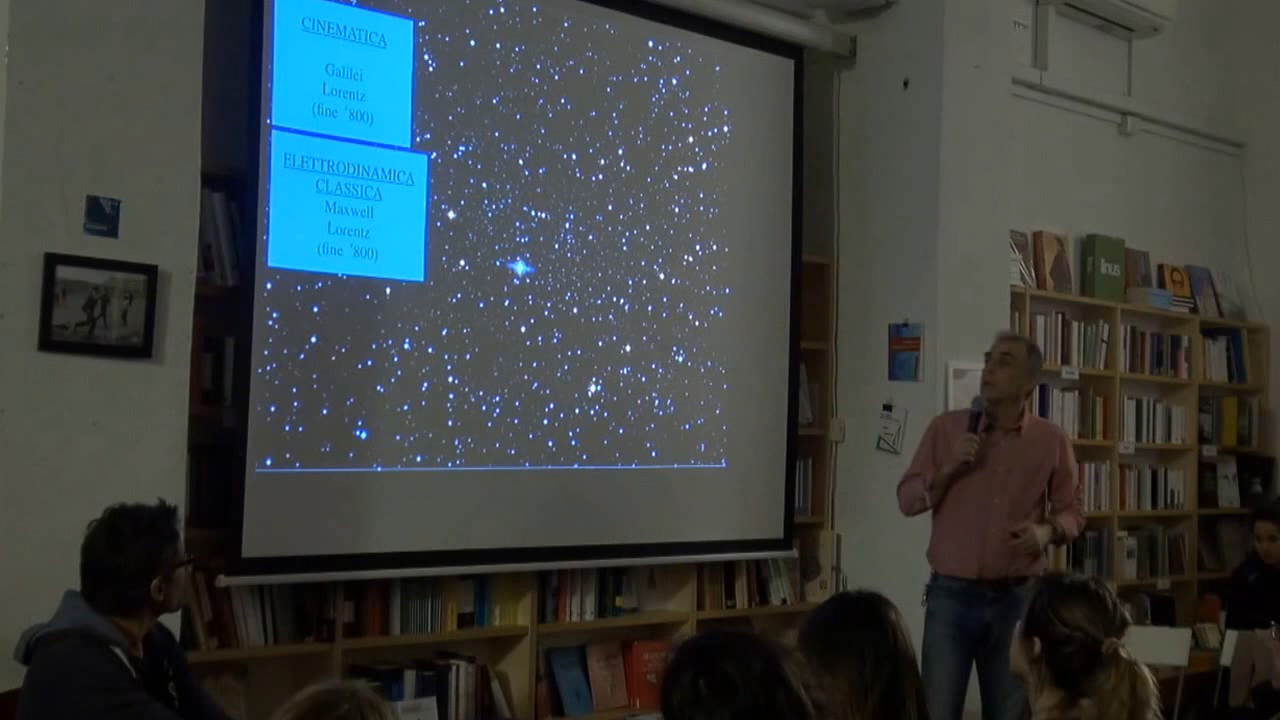 CINEMATICA
Galilei
Lorentz
(fine ‘800)
ELETTRODINAMICA
CLASSICA
Maxwell
Lorentz
(fine ‘800)
linus